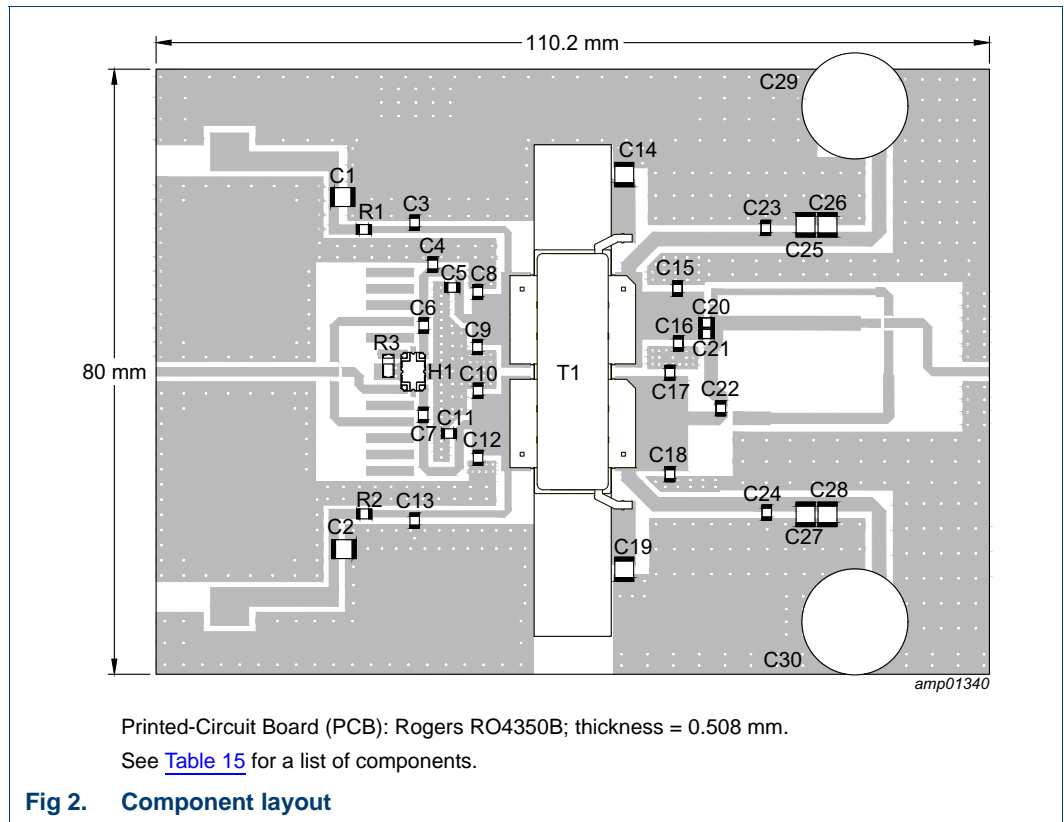 110.2 mm
C29
C14
C1
C3
C23
C26
R1
C25
C4
C5
C8
C15
C6
C20
C9
C16
C21
R3
H1
80 mm
T1
C10
C17
C22
C7
C11
C12
C18
R2
C13
C24
C28
C2
C27
C19
C30
amp01340
Printed-Circuit Board (PCB): Rogers RO4350B; thickness = 0.508 mm.
See Table 15 for a list of components.
Fig 2. Component layout